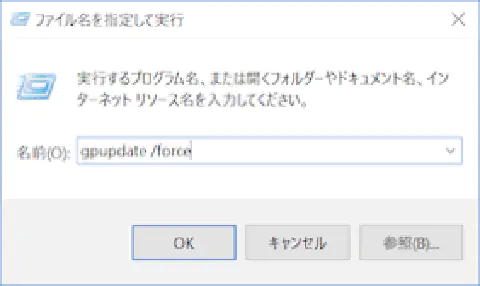 ファイル名を指定して実行
実行するプログラム名、または開くフォルダーやドキュメント名、イン
ターネット リソース名を入力してください。
名前(O): gpupdate /force
OK キャンセル 参照(B)...